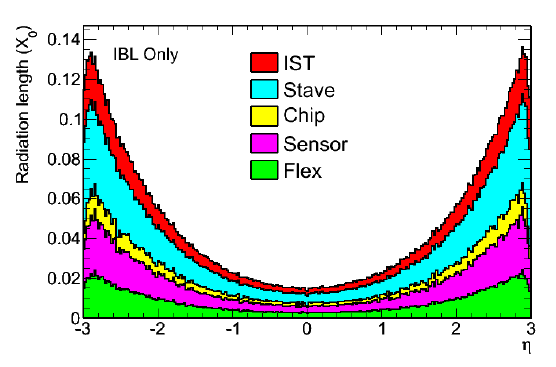 Radiation length (X0)
IBL Only
IST
Stave
Chip
Sensor
Flex
0.14
0.12
0.1
0.08
0.06
0.04
0.02
0
-3 -2 -1 0 1 2 3
η